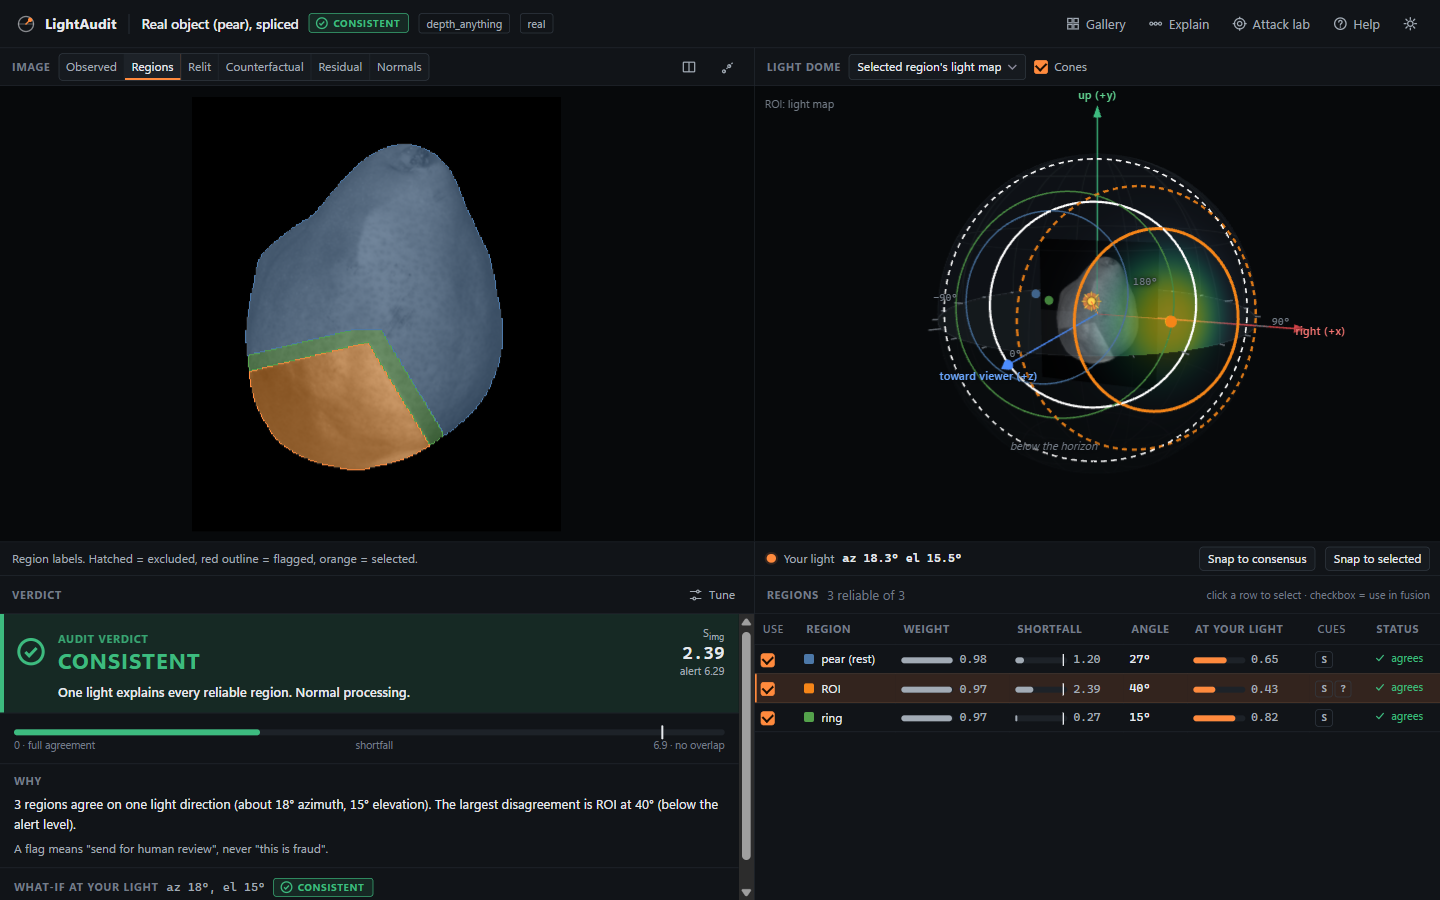 LightAudit
Real object (pear), spliced
CONSISTENT
depth_anything
real
Gallery
Explain
Attack lab
Help
IMAGE
Observed
Regions
Relit
Counterfactual
Residual
Normals
LIGHT DOME
Selected region's light map
Cones
ROI: light map
up (+y)
180°
-90°
90°
right (+x)
0°
toward viewer (+z)
below the horizon
Region labels. Hatched = excluded, red outline = flagged, orange = selected.
Your light az 18.3° el 15.5°
Snap to consensus
Snap to selected
VERDICT
Tune
AUDIT VERDICT
CONSISTENT
One light explains every reliable region. Normal processing.
Simg
2.39
alert 6.29
0 · full agreement
shortfall
6.9 · no overlap
WHY
3 regions agree on one light direction (about 18° azimuth, 15° elevation). The largest disagreement is ROI at 40° (below the
alert level).
A flag means "send for human review", never "this is fraud".
WHAT-IF AT YOUR LIGHT az 18°, el 15° CONSISTENT
REGIONS 3 reliable of 3
click a row to select · checkbox = use in fusion
USE REGION WEIGHT SHORTFALL ANGLE AT YOUR LIGHT CUES STATUS
pear (rest) 0.98 1.20 27° 0.65 S agrees
ROI 0.97 2.39 40° 0.43 S ? agrees
ring 0.97 0.27 15° 0.82 S agrees